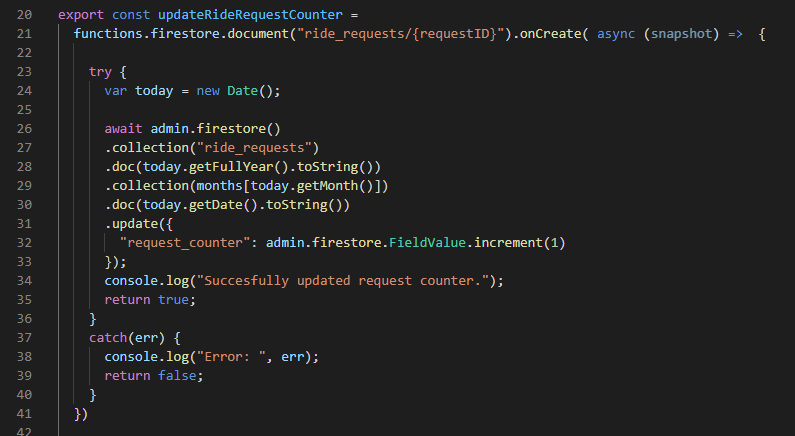 20 export const updateRideRequestCounter =
21 functions.firestore.document("ride_requests/{requestID}").onCreate( async (snapshot) => {
22
23 try {
24 var today = new Date();
25
26 await admin.firestore()
27 .collection("ride_requests")
28 .doc(today.getFullYear().toString())
29 .collection(months[today.getMonth()])
30 .doc(today.getDate().toString())
31 .update({
32 "request_counter": admin.firestore.FieldValue.increment(1)
33 });
34 console.log("Succesfully updated request counter.");
35 return true;
36 }
37 catch(err) {
38 console.log("Error: ", err);
39 return false;
40 }
41 })
42